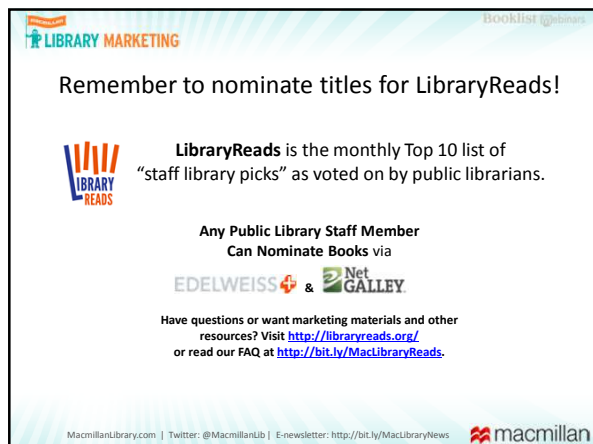 MACMILLAN
LIBRARY MARKETING
Booklist Webinars
Remember to nominate titles for LibraryReads!
LIBRARY
READS
LibraryReads is the monthly Top 10 list of
“staff library picks” as voted on by public librarians.
Any Public Library Staff Member
Can Nominate Books via
EDELWEISS+ & Net GALLEY
Have questions or want marketing materials and other
resources? Visit http://libraryreads.org/
or read our FAQ at http://bit.ly/MacLibraryReads.
MacmillanLibrary.com | Twitter: @MacmillanLib | E-newsletter: http://bit.ly/MacLibraryNews
macmillan